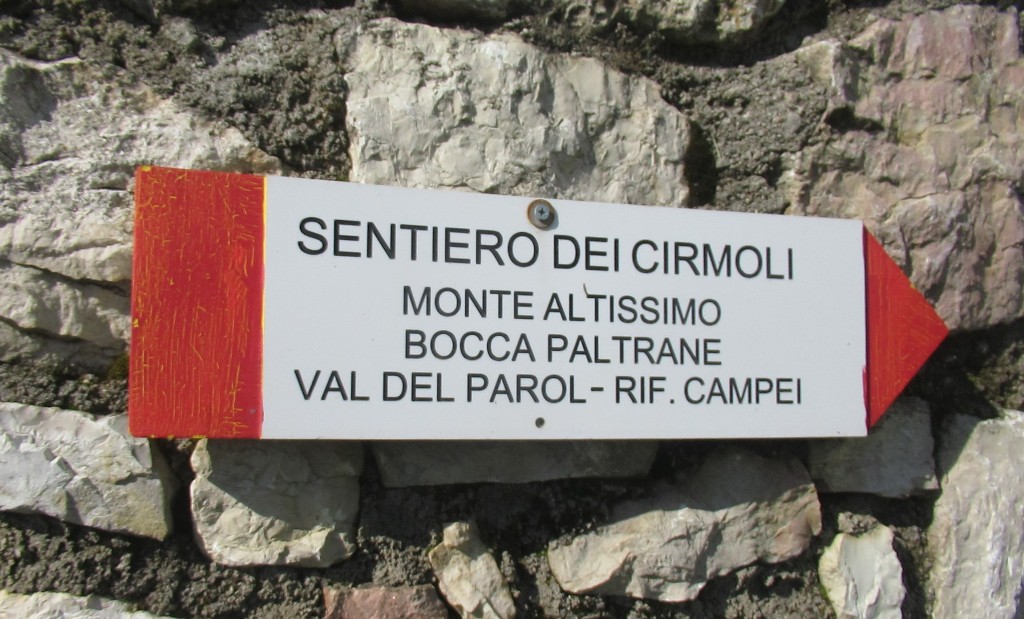 SENTIERO DEI CIRMOLI
MONTE ALTISSIMO
BOCCA PALTRANE
VAL DEL PAROL - RIF. CAMPEI